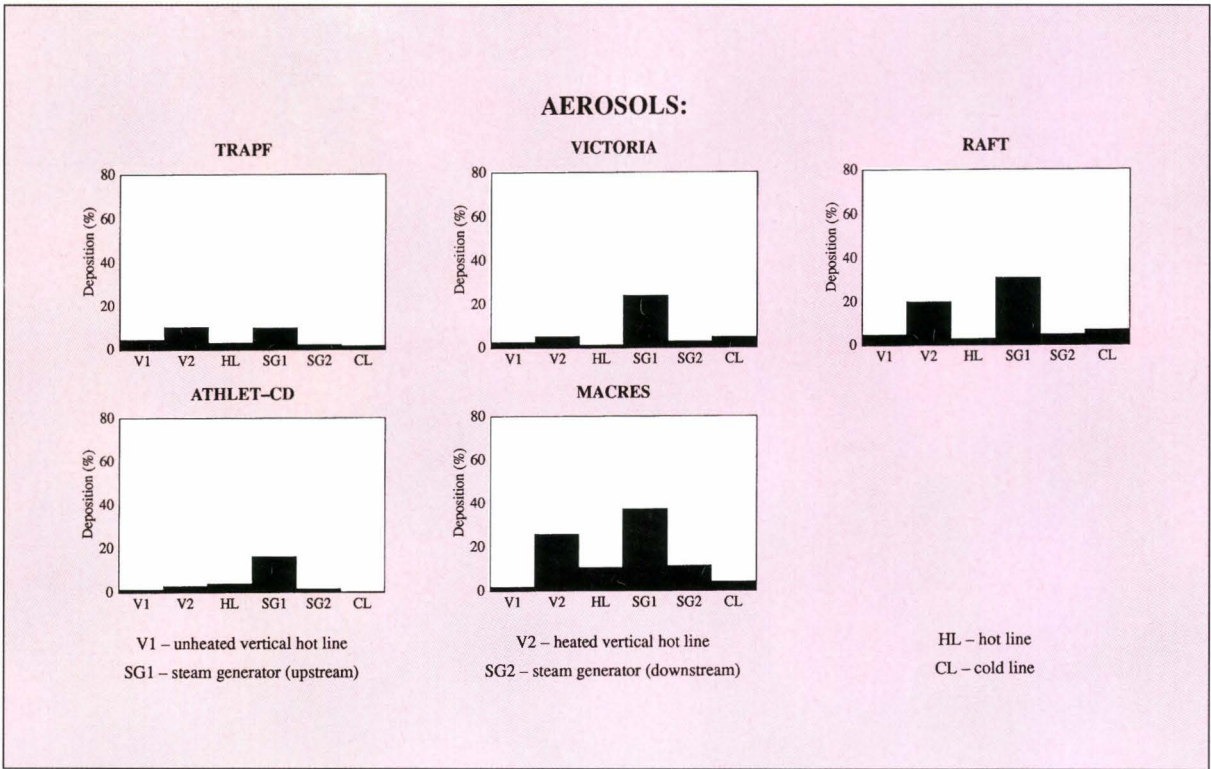 AEROSOLS:
TRAPF
VICTORIA
RAFT
Deposition (%)
80
60
40
20
0
V1 V2 HL SG1 SG2 CL
Deposition (%)
80
60
40
20
0
V1 V2 HL SG1 SG2 CL
Deposition (%)
80
60
40
20
0
V1 V2 HL SG1 SG2 CL
ATHLET–CD
MACRES
Deposition (%)
80
60
40
20
0
V1 V2 HL SG1 SG2 CL
Deposition (%)
80
60
40
20
0
V1 V2 HL SG1 SG2 CL
V1 – unheated vertical hot line
V2 – heated vertical hot line
HL – hot line
SG1 – steam generator (upstream)
SG2 – steam generator (downstream)
CL – cold line